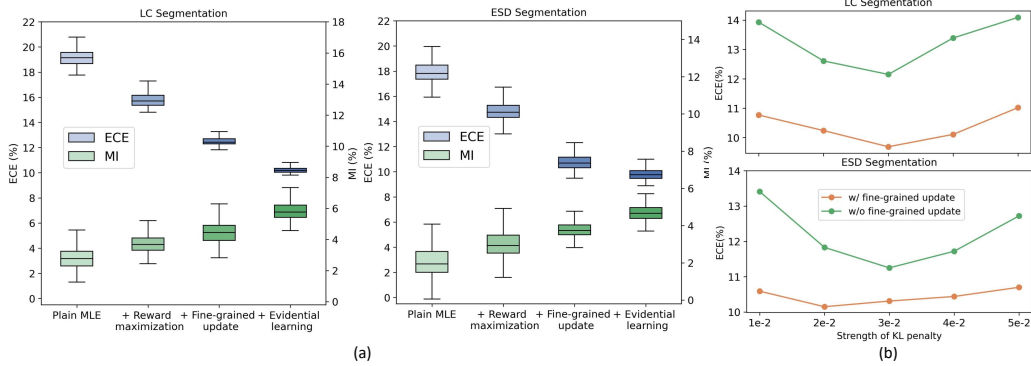 LC Segmentation
22
20
18
16
14
12
10
8
6
4
2
0
ECE (%)
18
16
14
12
10
8
6
4
2
0
MI (%)
ECE
MI
Plain MLE
+ Reward
maximization
+ Fine-grained
update
+ Evidential
learning
ESD Segmentation
22
20
18
16
14
12
10
8
6
4
2
0
ECE (%)
14
12
10
8
6
4
2
0
MI (%)
ECE
MI
Plain MLE
+ Reward
maximization
+ Fine-grained
update
+ Evidential
learning
(a)
LC Segmentation
14
13
12
11
10
ECE(%)
ESD Segmentation
14
13
12
11
10
ECE(%)
w/ fine-grained update
w/o fine-grained update
1e-2 2e-2 3e-2 4e-2 5e-2
Strength of KL penalty
(b)